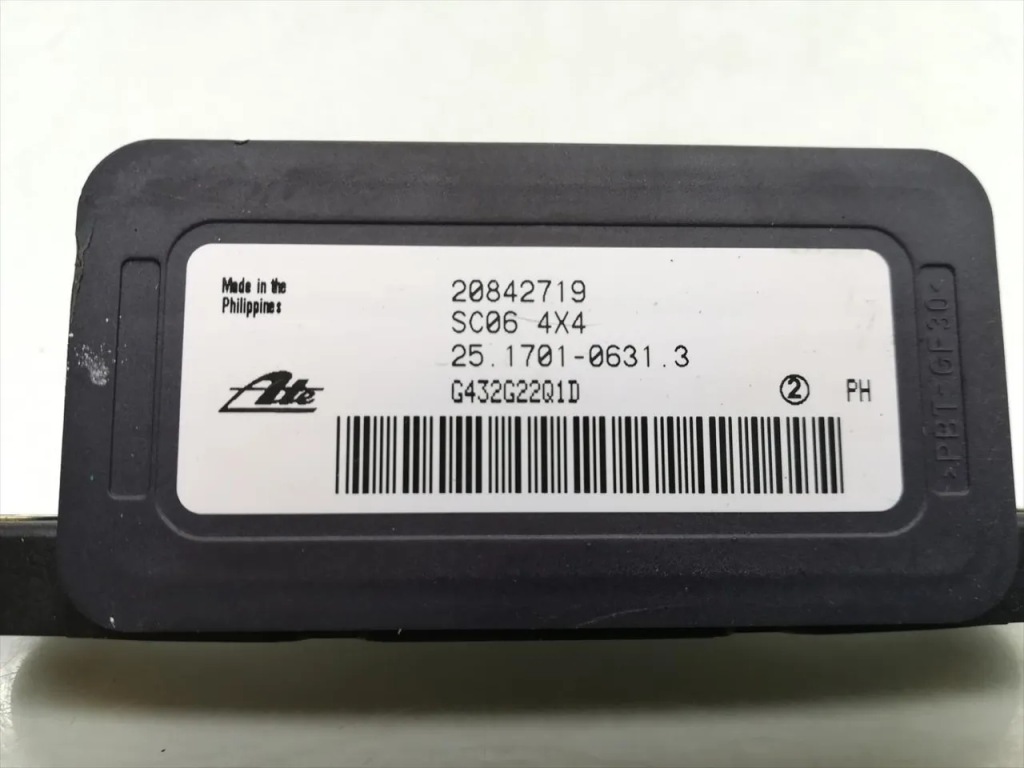 Made in the
Philippines
20842719
SC06 4X4
25.1701-0631.3
Ate
G432G22Q1D
2 PH
>PBT-GF30<